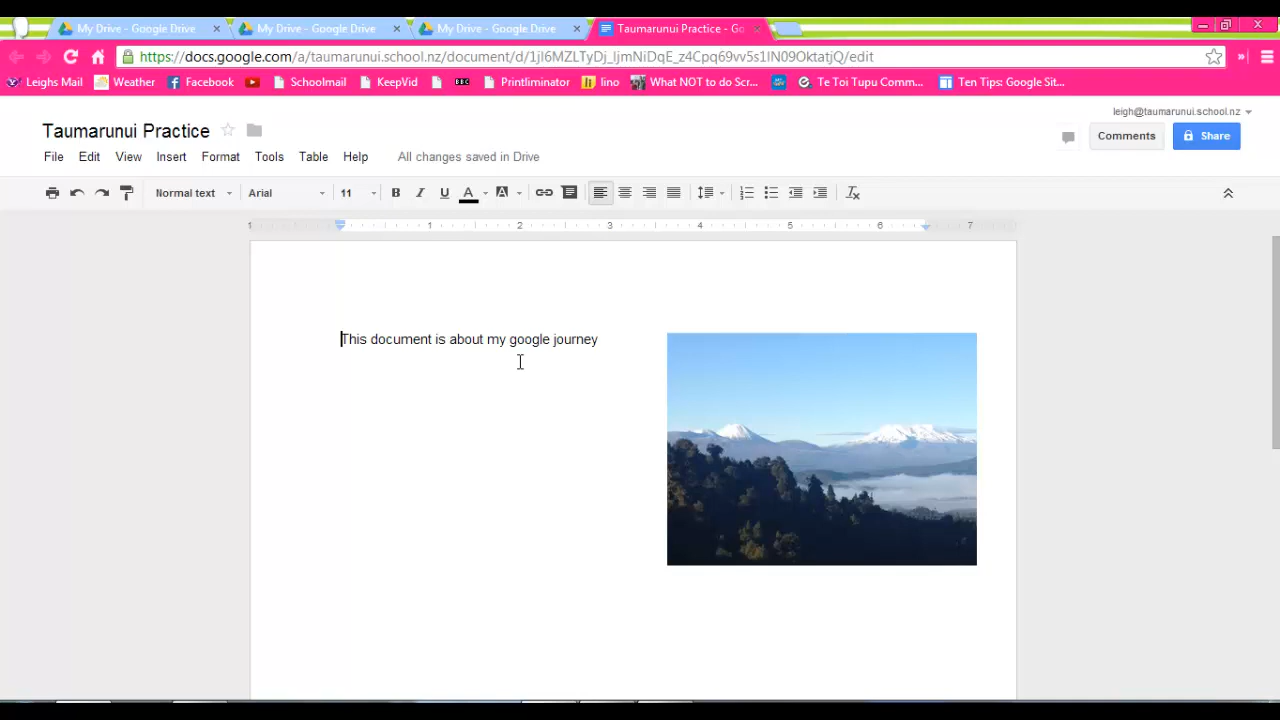 My Drive - Google Drive
My Drive - Google Drive
My Drive - Google Drive
Taumarunui Practice - Go
https://docs.google.com/a/taumarunui.school.nz/document/d/1jI6MZLTyDj_IjmNiDqE_z4Cpq69vv5s1IN09OktatjQ/edit
Leighs Mail Weather Facebook Schoolmail KeepVid BBC Printliminator lino What NOT to do Scr... Te Toi Tupu Comm... Ten Tips: Google Sit...
leigh@taumarunui.school.nz
Taumarunui Practice
Comments Share
File Edit View Insert Format Tools Table Help All changes saved in Drive
Normal text Arial 11 B I U A A
1 1 2 3 4 5 6 7
This document is about my google journey